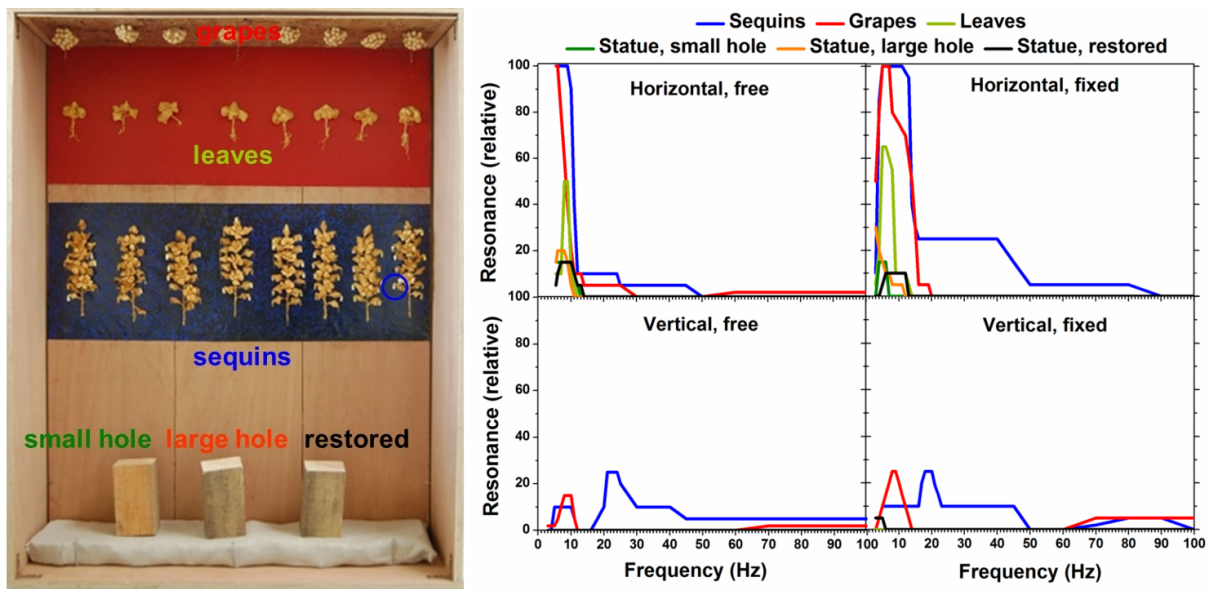 grapes
leaves
sequins
small hole large hole restored
Sequins Grapes Leaves
Statue, small hole Statue, large hole Statue, restored
Resonance (relative)
100
80
60
40
20
100
Horizontal, free
Horizontal, fixed
Resonance (relative)
80
60
40
20
0
Vertical, free
Vertical, fixed
0 10 20 30 40 50 60 70 80 90 100 10 20 30 40 50 60 70 80 90 100
Frequency (Hz) Frequency (Hz)